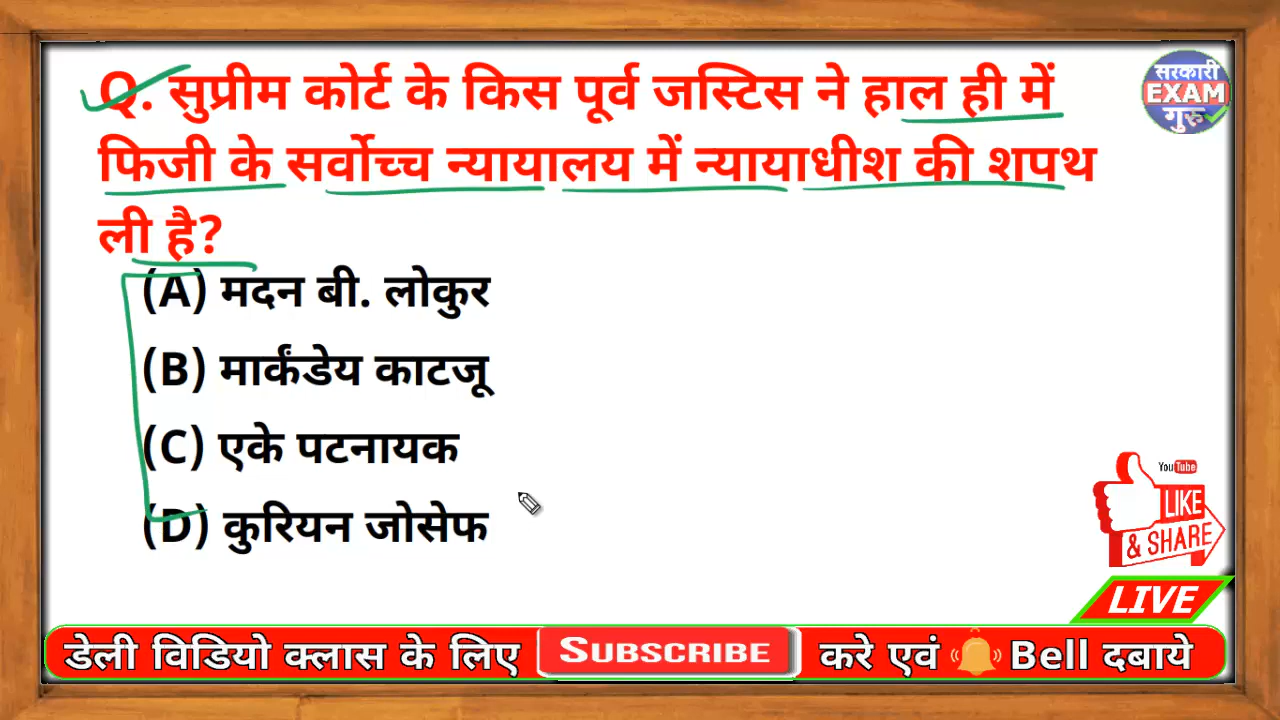 Q. सुप्रीम कोर्ट के किस पूर्व जस्टिस ने हाल ही में
फिजी के सर्वोच्च न्यायालय में न्यायाधीश की शपथ
ली है?
(A) मदन बी. लोकुर
(B) मार्कंडेय काटजू
(C) एके पटनायक
(D) कुरियन जोसेफ
सरकारी
EXAM
गुरु
YouTube
LIKE
& SHARE
LIVE
डेली विडियो क्लास के लिए SUBSCRIBE करे एवं Bell दबाये